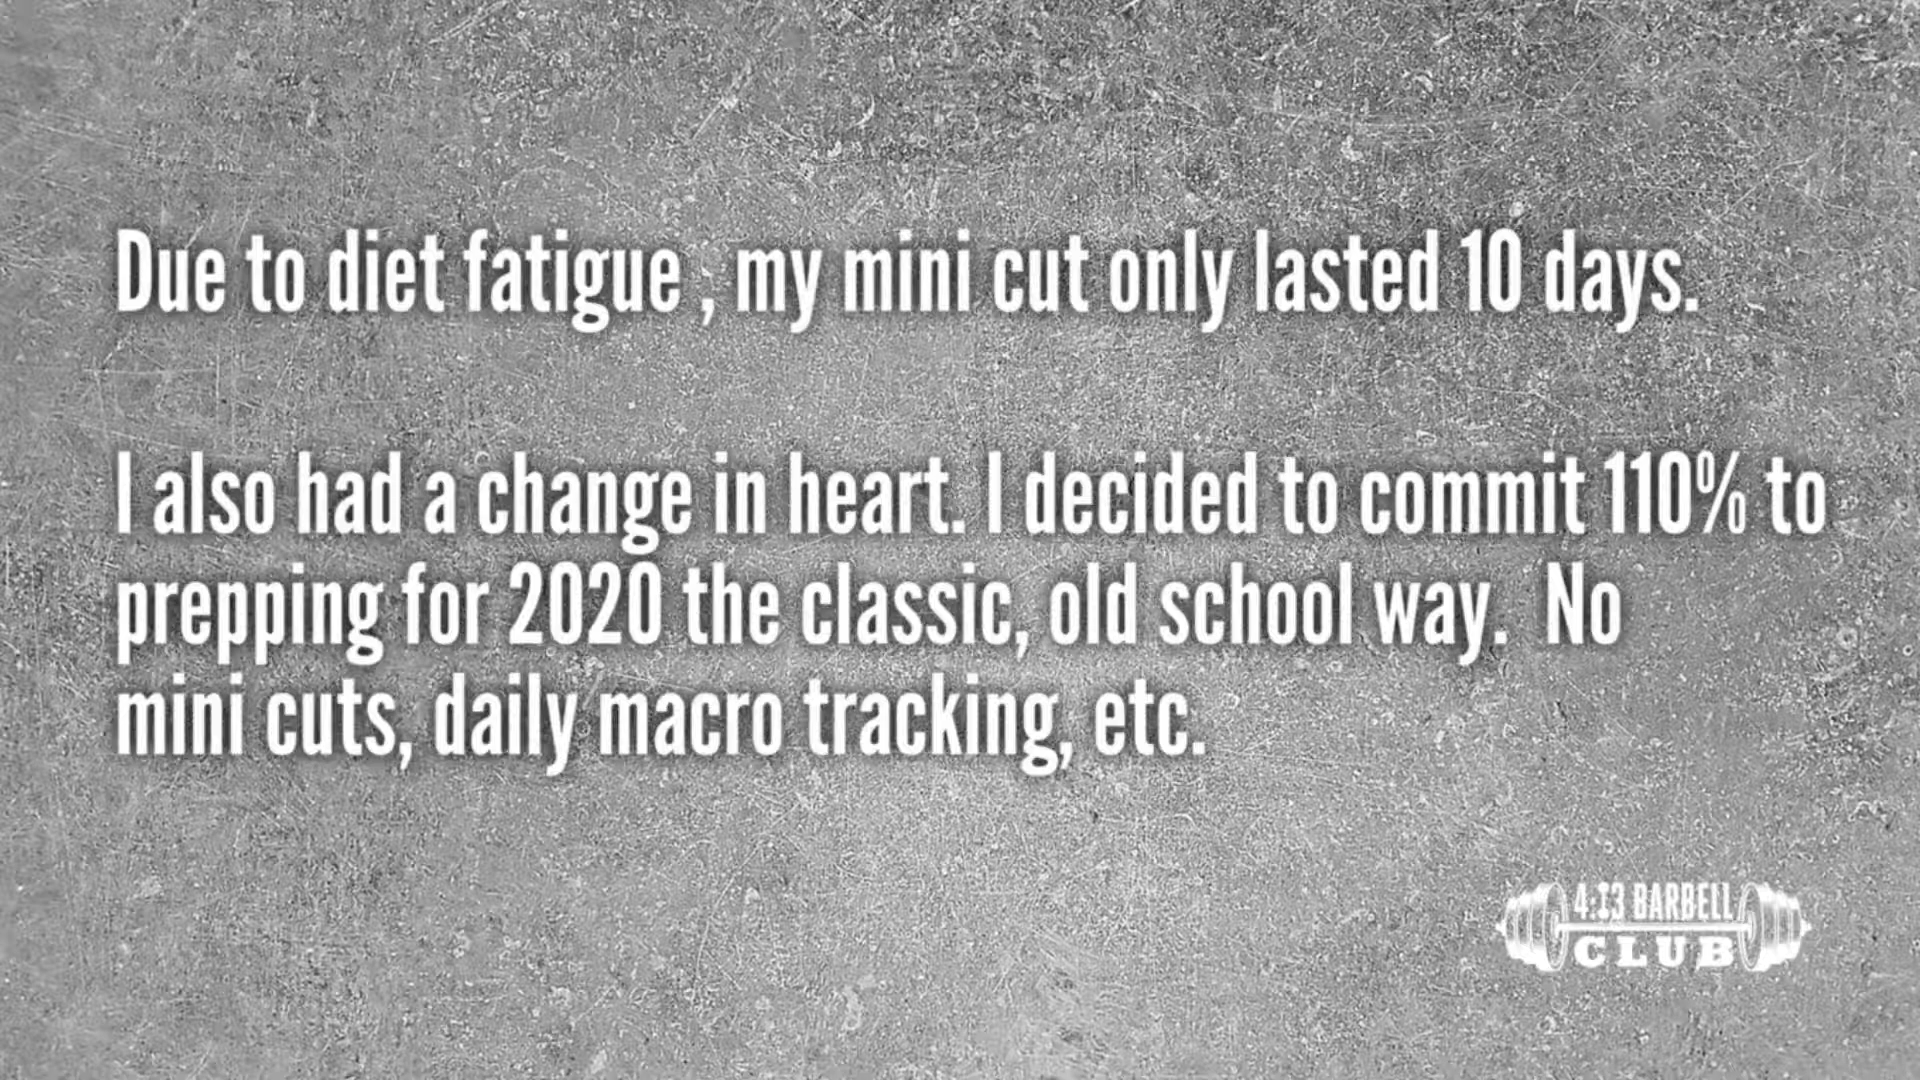 Due to diet fatigue , my mini cut only lasted 10 days.
I also had a change in heart. I decided to commit 110% to
prepping for 2020 the classic, old school way.  No
mini cuts, daily macro tracking, etc.
4:13 BARBELL
CLUB